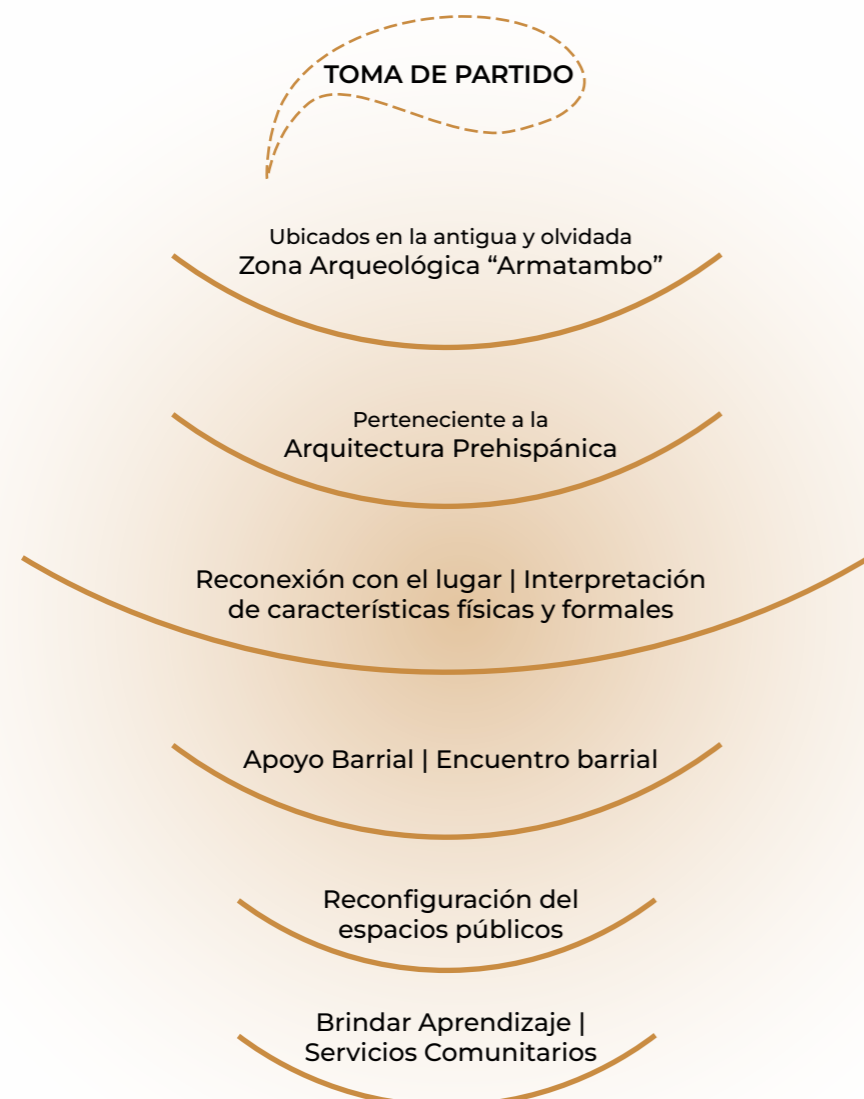 TOMA DE PARTIDO
Ubicados en la antigua y olvidada
Zona Arqueológica “Armatambo”
Perteneciente a la
Arquitectura Prehispánica
Reconexión con el lugar | Interpretación
de características físicas y formales
Apoyo Barrial | Encuentro barrial
Reconfiguración del
espacios públicos
Brindar Aprendizaje |
Servicios Comunitarios